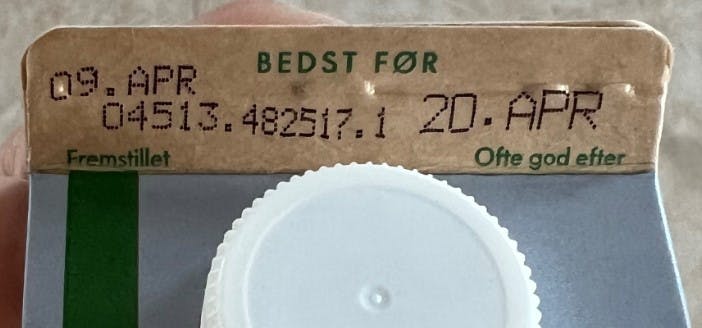 BEDST FØR
09. APR
04513.482517.1 20. APR
Fremstillet Ofte god efter